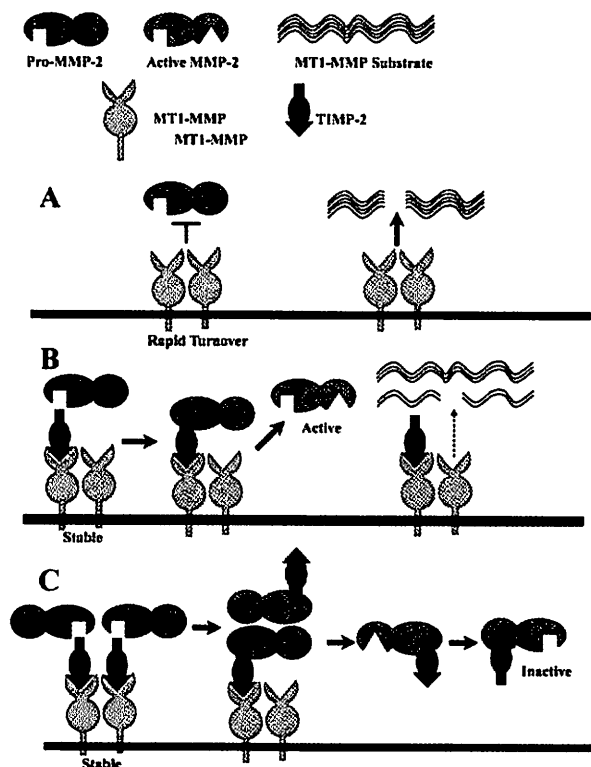 Pro-MMP-2 Active MMP-2 MT1-MMP Substrate
MT1-MMP
MT1-MMP
TIMP-2
A
Rapid Turnover
B
Active
Stable
C
Inactive
Stable